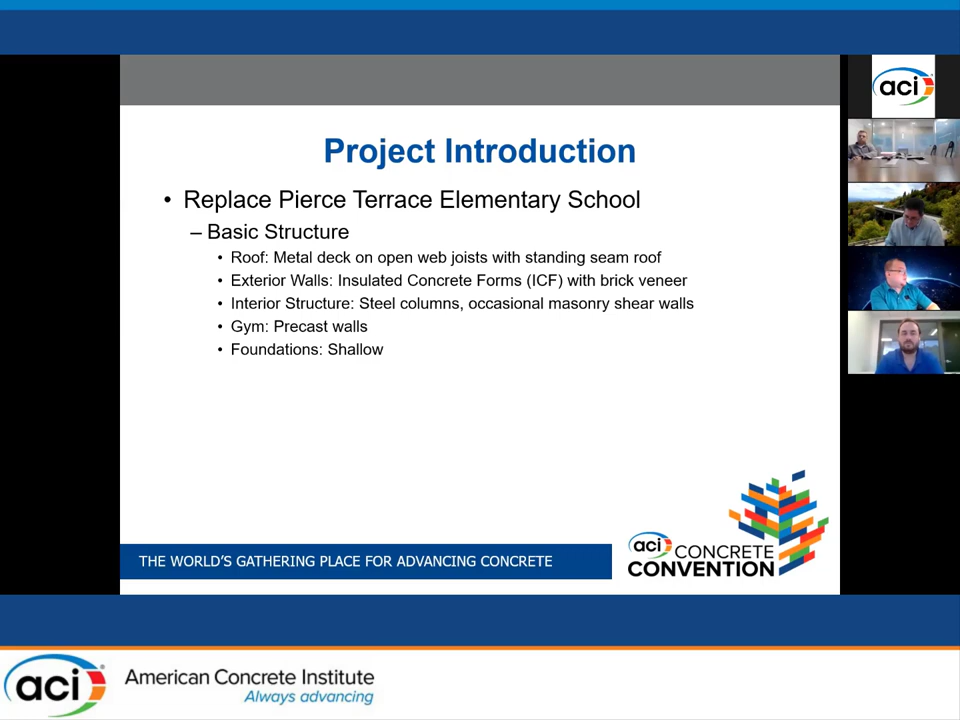 aci
Project Introduction
• Replace Pierce Terrace Elementary School
– Basic Structure
• Roof: Metal deck on open web joists with standing seam roof
• Exterior Walls: Insulated Concrete Forms (ICF) with brick veneer
• Interior Structure: Steel columns, occasional masonry shear walls
• Gym: Precast walls
• Foundations: Shallow
THE WORLD'S GATHERING PLACE FOR ADVANCING CONCRETE
aci CONCRETE
CONVENTION
aci
American Concrete Institute
Always advancing